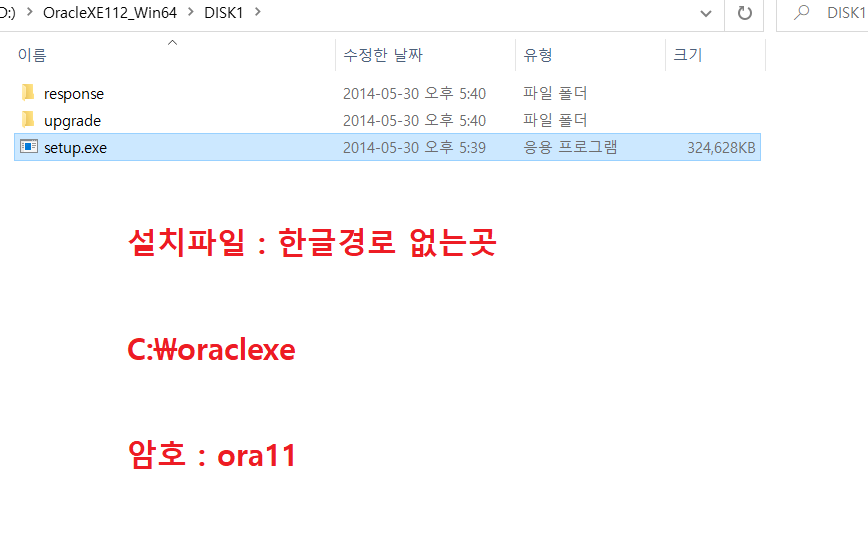 D:) > OracleXE112_Win64 > DISK1 >
DISK1
이름 수정한 날짜 유형 크기
response 2014-05-30 오후 5:40 파일 폴더
upgrade 2014-05-30 오후 5:40 파일 폴더
setup.exe 2014-05-30 오후 5:39 응용 프로그램 324,628KB
설치파일 : 한글경로 없는곳
C:₩oraclexe
암호 : ora11